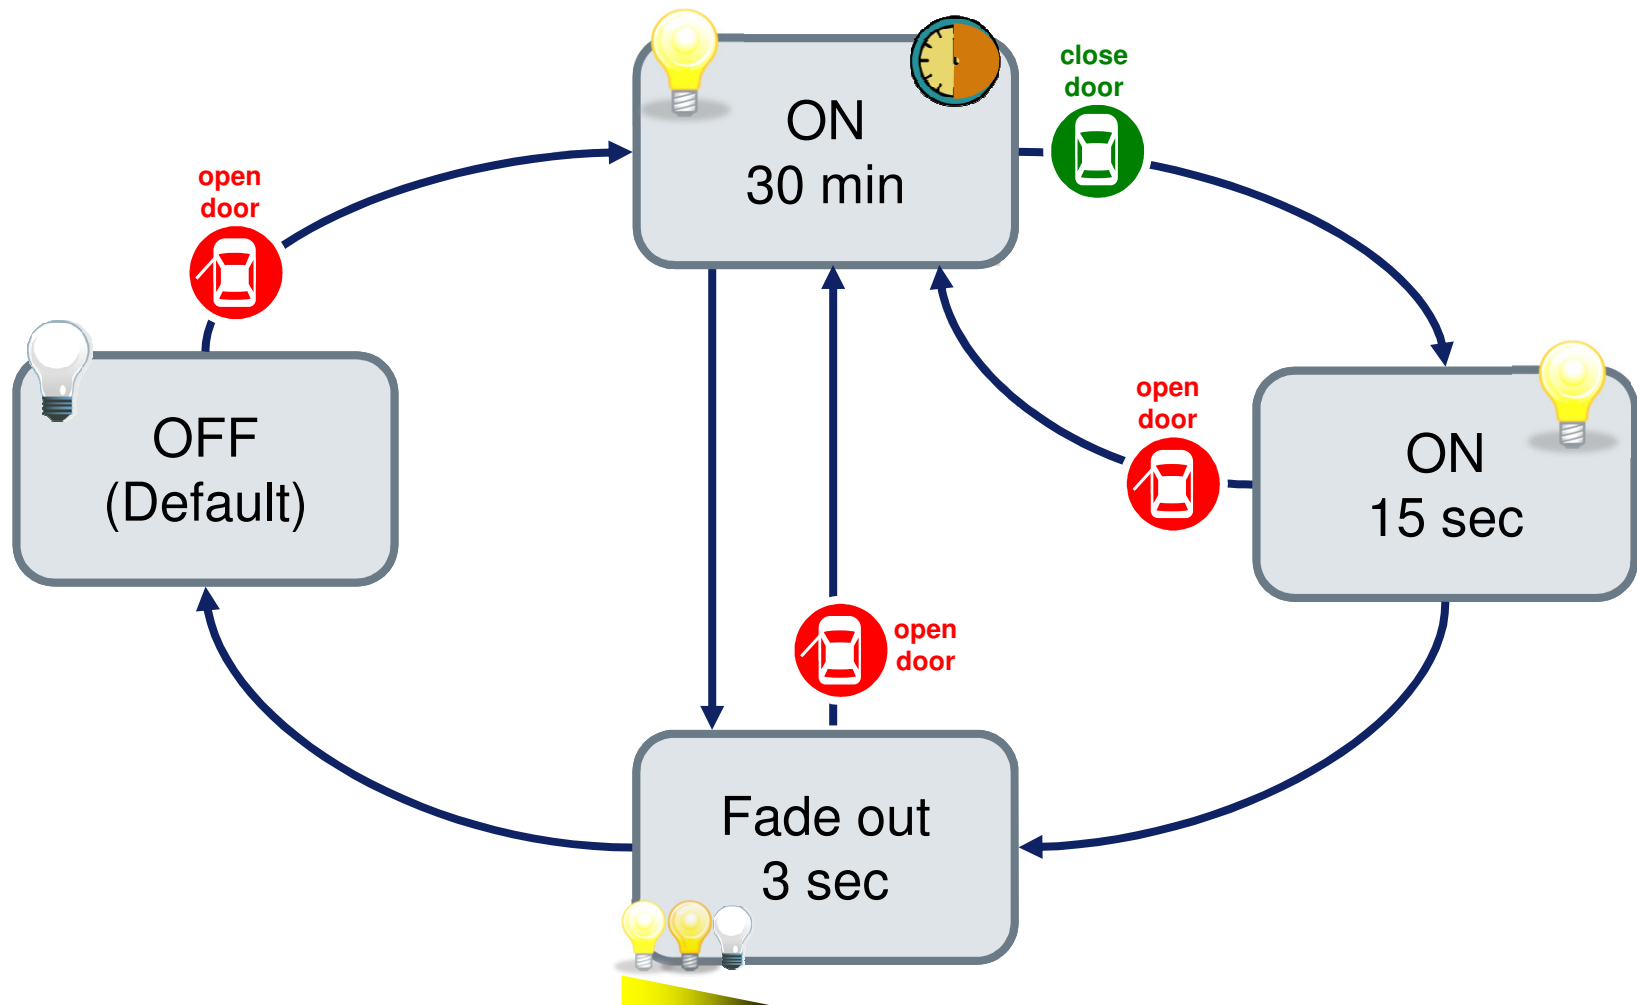 ON
30 min
close
door
open
door
OFF
(Default)
open
door
ON
15 sec
open
door
Fade out
3 sec